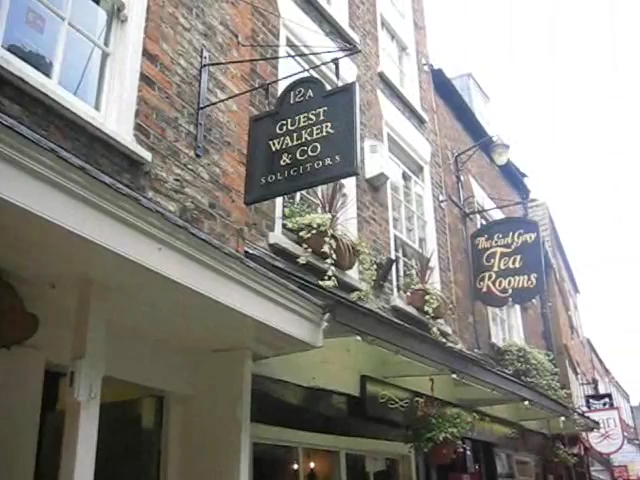 12A
GUEST
WALKER
& CO
SOLICITORS
The Earl Grey
Tea
Rooms